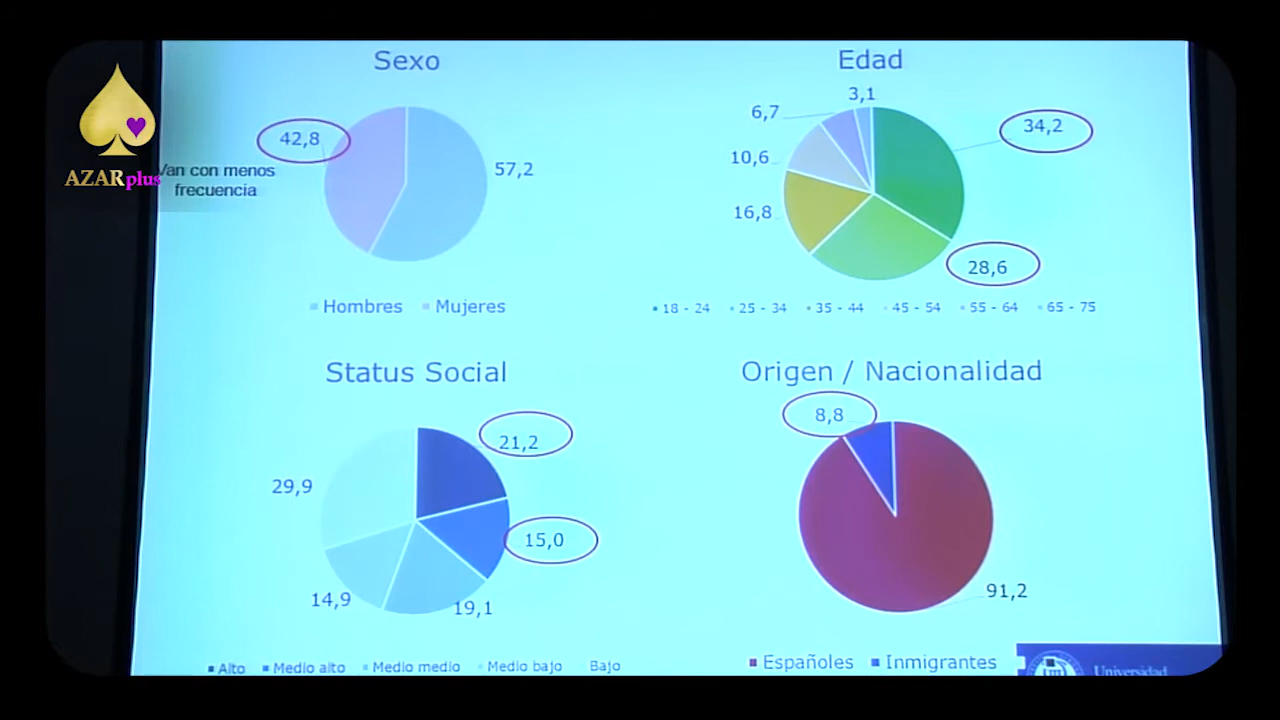 AZARplus
Sexo
42,8
57,2
Van con menos
frecuencia
Hombres Mujeres
Edad
3,1
6,7
34,2
10,6
16,8
28,6
18 - 24 25 - 34 35 - 44 45 - 54 55 - 64 65 - 75
Status Social
21,2
29,9
15,0
14,9
19,1
Alto Medio alto Medio medio Medio bajo Bajo
Origen / Nacionalidad
8,8
91,2
Españoles Inmigrantes
Universidad